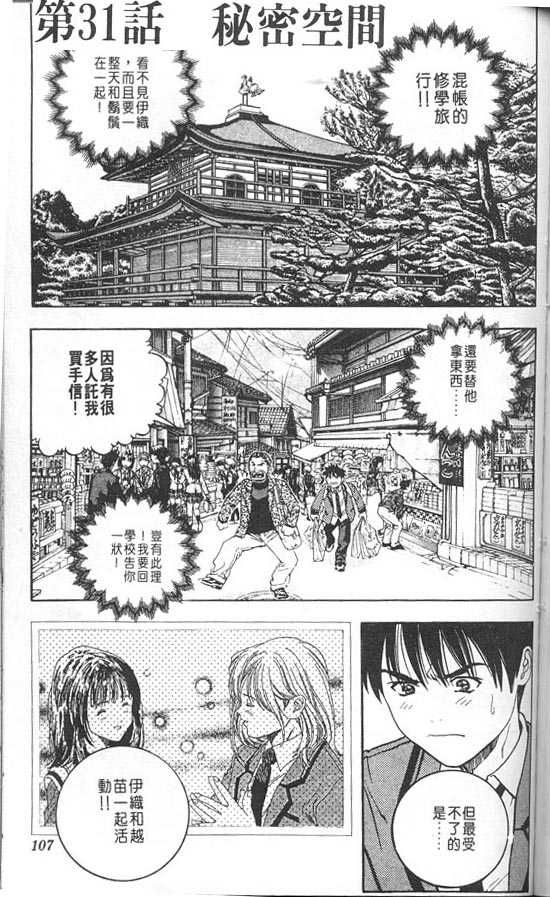 第31話　秘密空間
混帳的
修學旅
行!!
看不見伊織
，而且要一
整天和鬍鬚
在一起！
還要替他
拿東西……
因爲有很
多人託我
買手信！
豈有此理
！我要回
學校告你
一狀！
但最受
不了的
是……
伊織和越
苗一起活
動!!
107